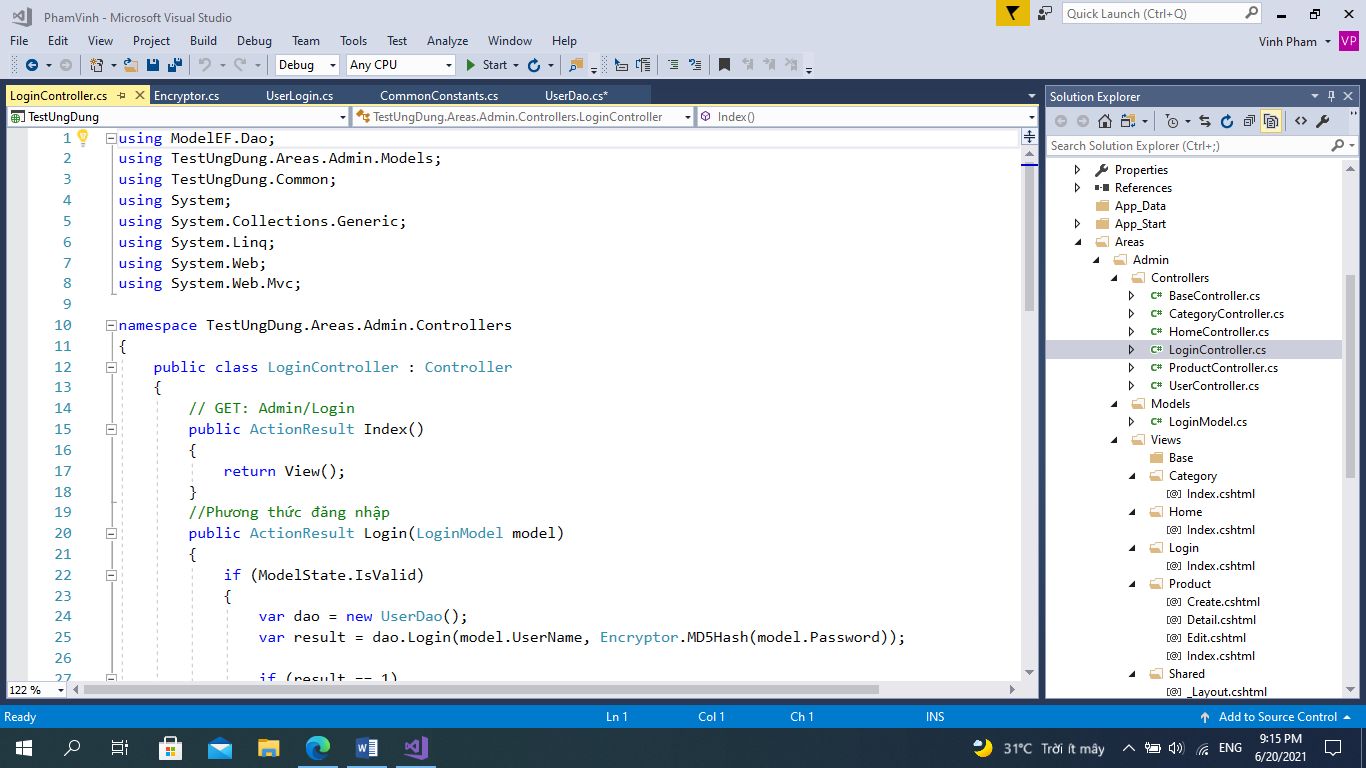 PhamVinh - Microsoft Visual Studio
Quick Launch (Ctrl+Q)
File Edit View Project Build Debug Team Tools Test Analyze Window Help
Vinh Pham VP
Debug Any CPU Start
LoginController.cs Encryptor.cs UserLogin.cs CommonConstants.cs UserDao.cs*
TestUngDung TestUngDung.Areas.Admin.Controllers.LoginController Index()
1 using ModelEF.Dao;
2 using TestUngDung.Areas.Admin.Models;
3 using TestUngDung.Common;
4 using System;
5 using System.Collections.Generic;
6 using System.Linq;
7 using System.Web;
8 using System.Web.Mvc;
9
10 namespace TestUngDung.Areas.Admin.Controllers
11 {
12 public class LoginController : Controller
13 {
14 // GET: Admin/Login
15 public ActionResult Index()
16 {
17 return View();
18 }
19 //Phương thức đăng nhập
20 public ActionResult Login(LoginModel model)
21 {
22 if (ModelState.IsValid)
23 {
24 var dao = new UserDao();
25 var result = dao.Login(model.UserName, Encryptor.MD5Hash(model.Password));
26
27 if (result == 1)
122 %
Solution Explorer
Search Solution Explorer (Ctrl+;)
Properties
References
App_Data
App_Start
Areas
Admin
Controllers
C# BaseController.cs
C# CategoryController.cs
C# HomeController.cs
C# LoginController.cs
C# ProductController.cs
C# UserController.cs
Models
C# LoginModel.cs
Views
Base
Category
[@] Index.cshtml
Home
[@] Index.cshtml
Login
[@] Index.cshtml
Product
[@] Create.cshtml
[@] Detail.cshtml
[@] Edit.cshtml
[@] Index.cshtml
Shared
[@] _Layout.cshtml
Ready Ln 1 Col 1 Ch 1 INS Add to Source Control
31°C Trời ít mây ENG
9:15 PM
6/20/2021